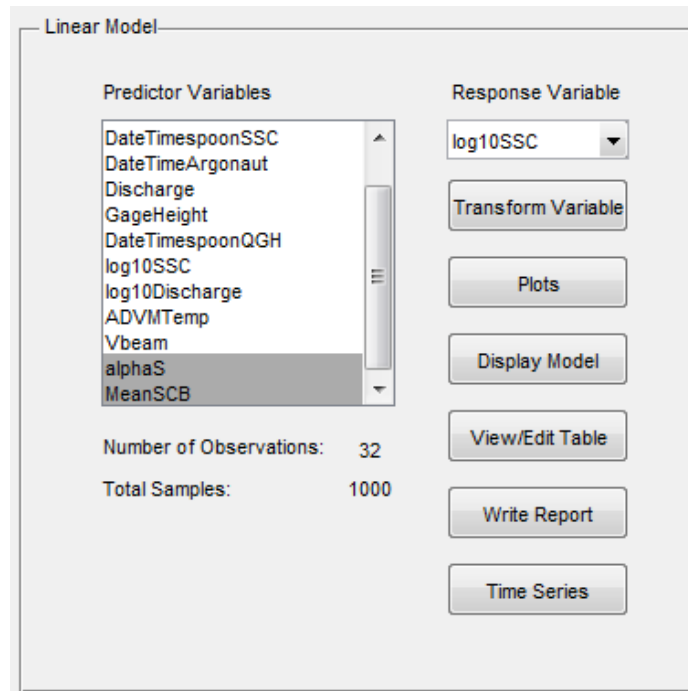 Linear Model
Predictor Variables
DateTimespoonSSC
DateTimeArgonaut
Discharge
GageHeight
DateTimespoonQGH
log10SSC
log10Discharge
ADVMTemp
Vbeam
alphaS
MeanSCB
Number of Observations: 32
Total Samples: 1000
Response Variable
log10SSC
Transform Variable
Plots
Display Model
View/Edit Table
Write Report
Time Series